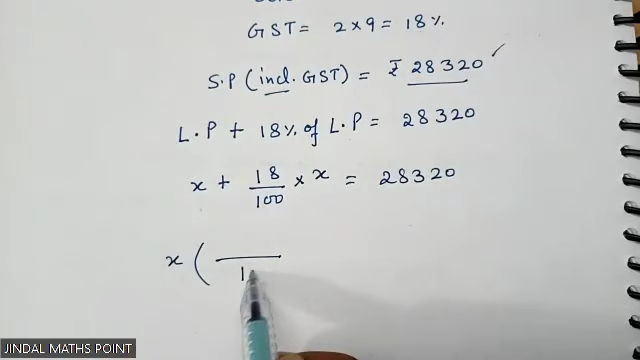 GST = 2 × 9 = 18%
S.P (incl. GST) = ₹ 28320 ✓
L.P + 18% of L.P = 28320
x + 18/100 × x = 28320
x ( /1
JINDAL MATHS POINT